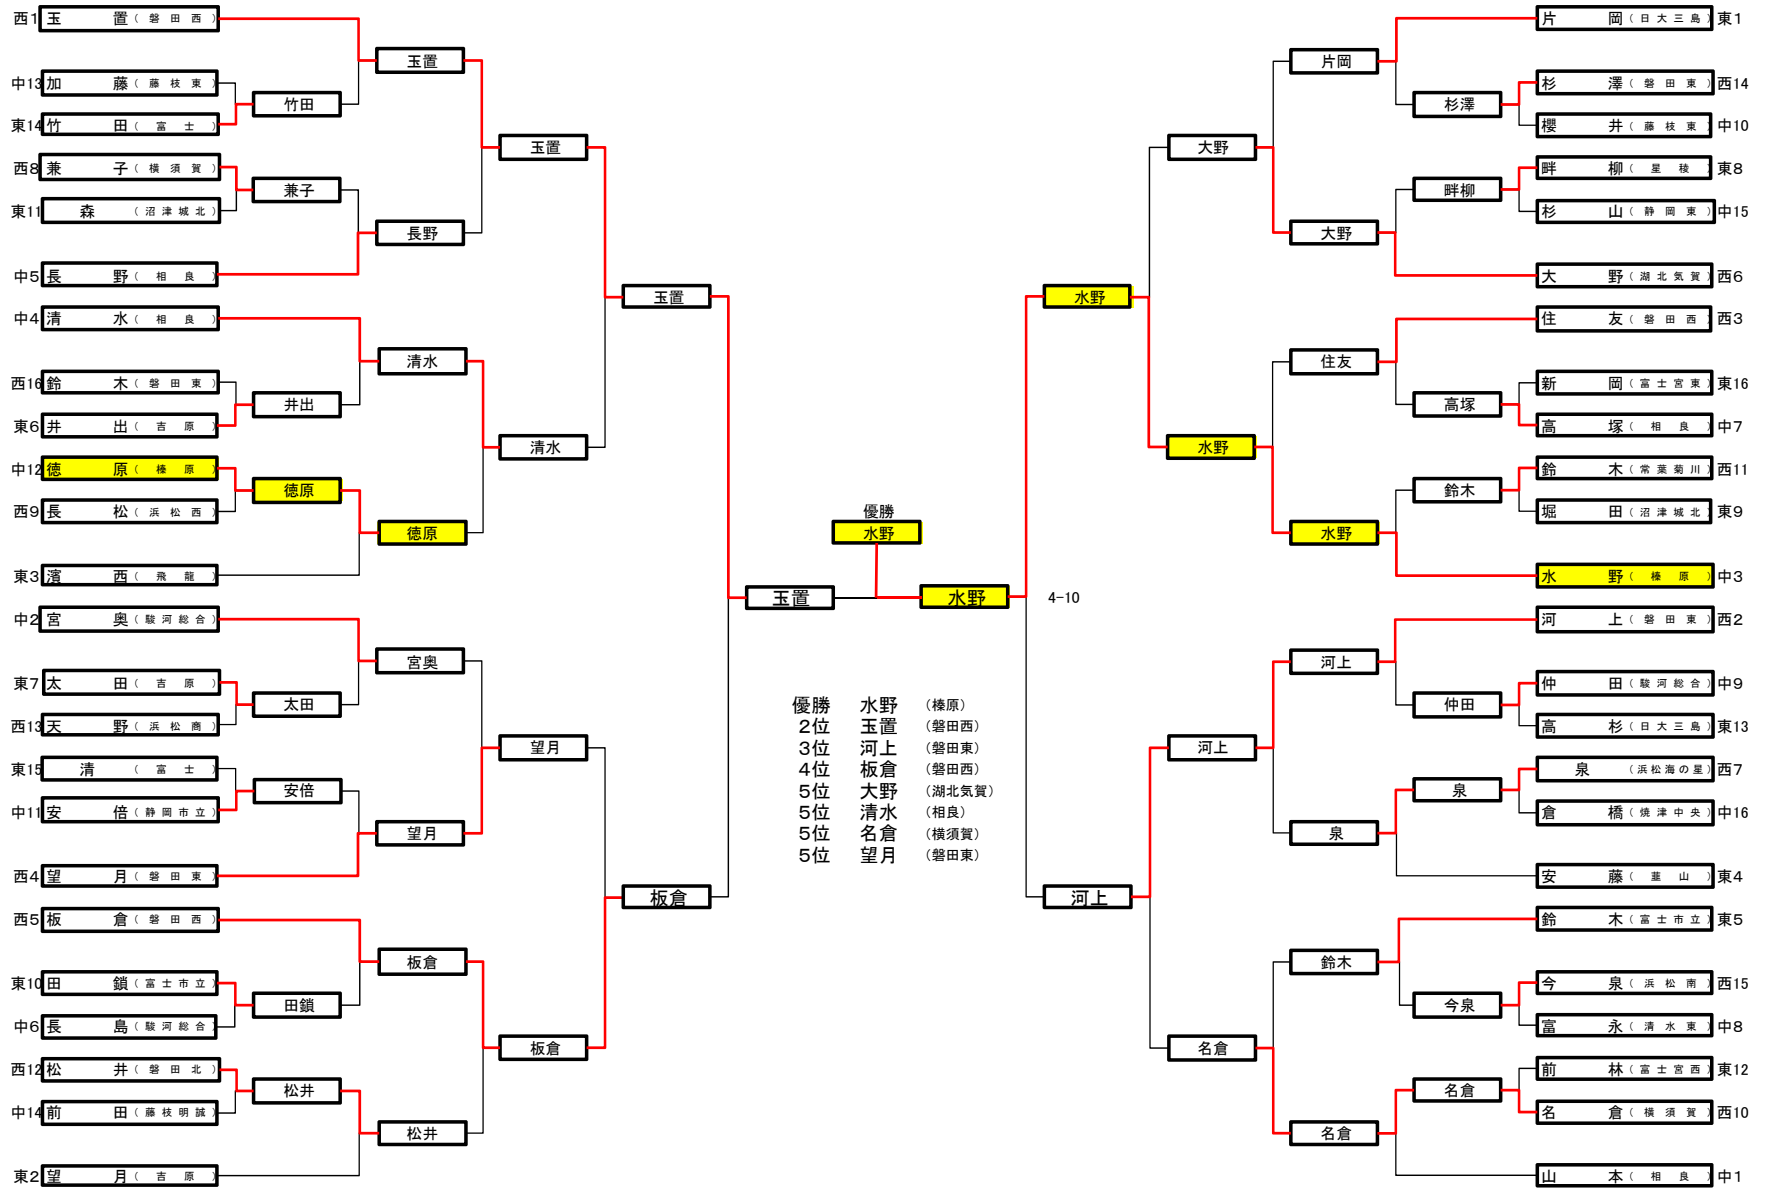 西1 玉置(磐田西)
中13 加藤(藤枝東)
東14 竹田(富士)
西8 兼子(横須賀)
東11 森(沼津城北)
中5 長野(相良)
中4 清水(相良)
西16 鈴木(磐田東)
東6 井出(吉原)
中12 徳原(榛原)
西9 長松(浜松西)
東3 濱西(飛龍)
中2 宮奥(駿河総合)
東7 太田(吉原)
西13 天野(浜松商)
東15 清(富士)
中11 安倍(静岡市立)
西4 望月(磐田東)
西5 板倉(磐田西)
東10 田鎖(富士市立)
中6 長島(駿河総合)
西12 松井(磐田北)
中14 前田(藤枝明誠)
東2 望月(吉原)
竹田
兼子
井出
徳原
太田
安倍
田鎖
松井
玉置
長野
清水
徳原
宮奥
望月
板倉
松井
玉置
清水
望月
板倉
玉置
板倉
玉置
優勝
水野
水野
4-10
優勝 水野 (榛原)
2位 玉置 (磐田西)
3位 河上 (磐田東)
4位 板倉 (磐田西)
5位 大野 (湖北気賀)
5位 清水 (相良)
5位 名倉 (横須賀)
5位 望月 (磐田東)
水野
河上
大野
水野
河上
名倉
片岡
大野
住友
水野
河上
泉
鈴木
名倉
杉澤
畔柳
高塚
鈴木
仲田
泉
今泉
名倉
片岡(日大三島) 東1
杉澤(磐田東) 西14
櫻井(藤枝東) 中10
畔柳(星稜) 東8
杉山(静岡東) 中15
大野(湖北気賀) 西6
住友(磐田西) 西3
新岡(富士宮東) 東16
高塚(相良) 中7
鈴木(常葉菊川) 西11
堀田(沼津城北) 東9
水野(榛原) 中3
河上(磐田東) 西2
仲田(駿河総合) 中9
高杉(日大三島) 東13
泉(浜松海の星) 西7
倉橋(焼津中央) 中16
安藤(韮山) 東4
鈴木(富士市立) 東5
今泉(浜松南) 西15
富永(清水東) 中8
前林(富士宮西) 東12
名倉(横須賀) 西10
山本(相良) 中1